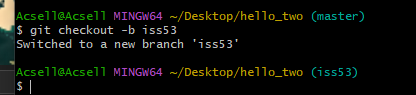 Acsell@Acsell MINGW64 ~/Desktop/hello_two (master)
$ git checkout -b iss53
Switched to a new branch 'iss53'
Acsell@Acsell MINGW64 ~/Desktop/hello_two (iss53)
$